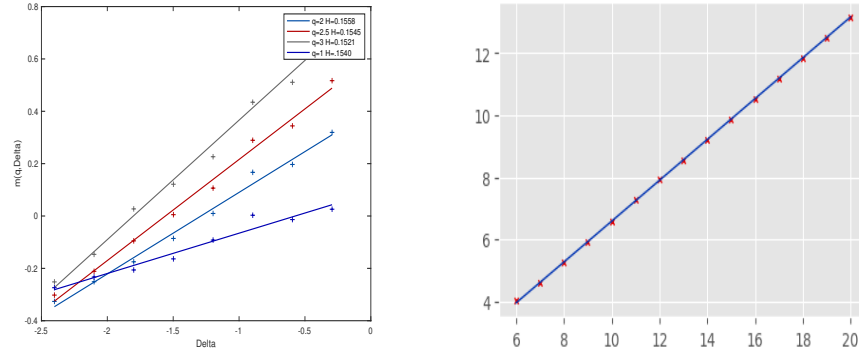 0.8
0.6
0.4
0.2
0
-0.2
-0.4
m(q,Delta)
q=2 H=0.1558
q=2.5 H=0.1545
q=3 H=0.1521
q=1 H=.1540
-2.5 -2 -1.5 -1 -0.5 0
Delta
12
10
8
6
4
6 8 10 12 14 16 18 20